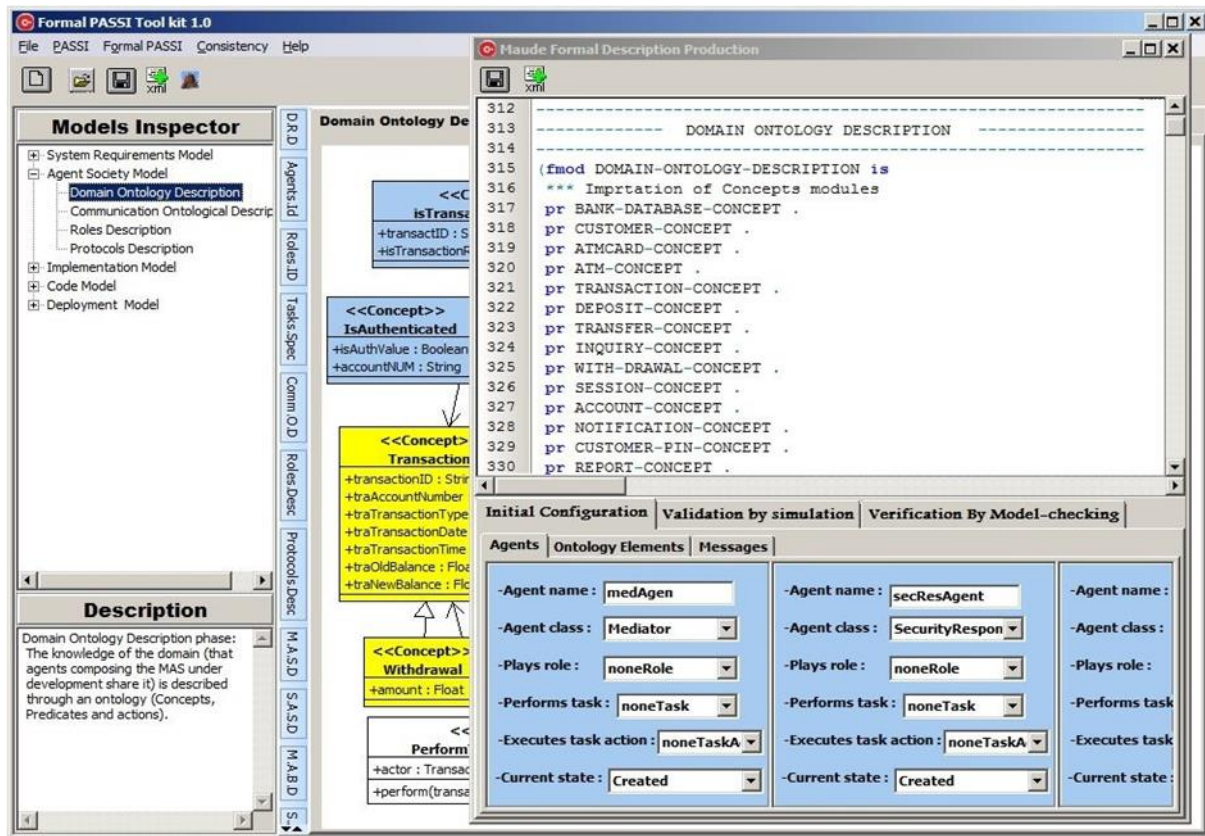 Formal PASSI Tool kit 1.0
File PASSI Formal PASSI Consistency Help
xml
Models Inspector
System Requirements Model
Agent Society Model
Domain Ontology Description
Communication Ontological Descrip
Roles Description
Protocols Description
Implementation Model
Code Model
Deployment Model
Description
Domain Ontology Description phase:
The knowledge of the domain (that
agents composing the MAS under
development share it) is described
through an ontology (Concepts,
Predicates and actions).
D.R.D
Agents.Id
Roles.ID
Tasks.Spec
Comm.O.D
Roles.Desc
Protocols.Desc
M.A.S.D
S.A.S.D
M.A.B.D
S.
Domain Ontology De
<<C
isTransa
+transactID : S
+isTransactionR
<<Concept>>
IsAuthenticated
+isAuthValue : Boolean
+accountNUM : String
<<Concept>
Transaction
+transactionID : Strir
+traAccountNumber
+traTransactionType
+traTransactionDate
+traTransactionTime
+traOldBalance : Floa
+traNewBalance : Flo
<<Concept>>
Withdrawal
+amount : Float
<<
Perform
+actor : Transac
+perform(transa
Maude Formal Description Production
xml
312 ----------------------------------------------------------------
313 ------------- DOMAIN ONTOLOGY DESCRIPTION -----------------
314 ----------------------------------------------------------------
315 (fmod DOMAIN-ONTOLOGY-DESCRIPTION is
316 *** Imprtation of Concepts modules
317 pr BANK-DATABASE-CONCEPT .
318 pr CUSTOMER-CONCEPT .
319 pr ATMCARD-CONCEPT .
320 pr ATM-CONCEPT .
321 pr TRANSACTION-CONCEPT .
322 pr DEPOSIT-CONCEPT .
323 pr TRANSFER-CONCEPT .
324 pr INQUIRY-CONCEPT .
325 pr WITH-DRAWAL-CONCEPT .
326 pr SESSION-CONCEPT .
327 pr ACCOUNT-CONCEPT .
328 pr NOTIFICATION-CONCEPT .
329 pr CUSTOMER-PIN-CONCEPT .
330 pr REPORT-CONCEPT .
Initial Configuration Validation by simulation Verification By Model-checking
Agents Ontology Elements Messages
-Agent name : medAgen
-Agent class : Mediator
-Plays role : noneRole
-Performs task : noneTask
-Executes task action : noneTaskA
-Current state : Created
-Agent name : secResAgent
-Agent class : SecurityRespon
-Plays role : noneRole
-Performs task : noneTask
-Executes task action : noneTaskA
-Current state : Created
-Agent name :
-Agent class :
-Plays role :
-Performs task
-Executes task
-Current state :